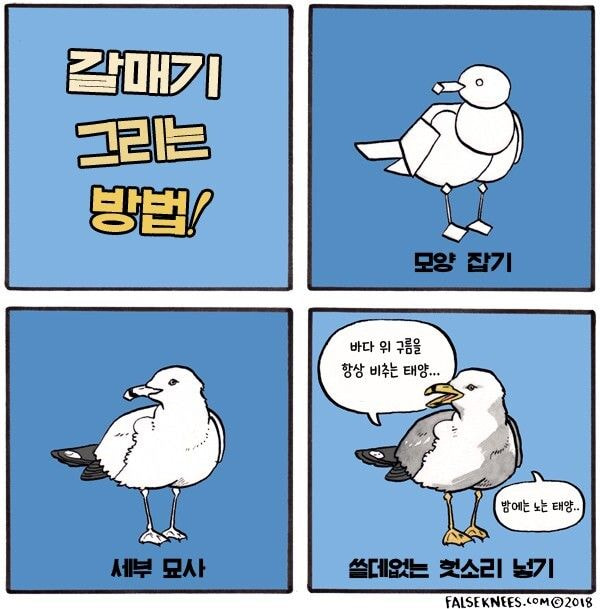 갈매기
그리는
방법!
모양 잡기
세부 묘사
바다 위 구름을
항상 비추는 태양...
밤에는 노는 태양..
쓸데없는 헛소리 넣기
FALSEKNEES.COM©2018